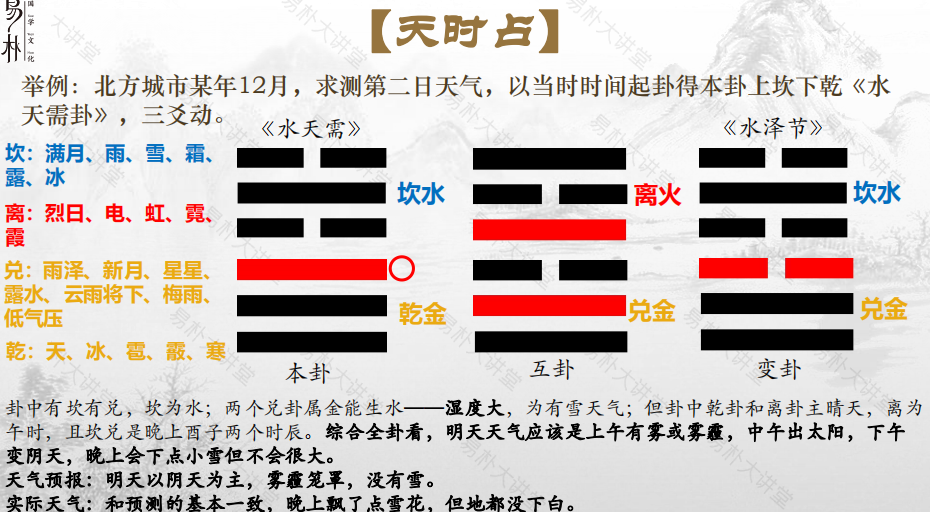 易朴
国学文化
【天时占】
举例：北方城市某年12月，求测第二日天气，以当时时间起卦得本卦上坎下乾《水
天需卦》，三爻动。
《水天需》
《水泽节》
坎：满月、雨、雪、霜、
露、冰
离：烈日、电、虹、霓、
霞
兑：雨泽、新月、星星、
露水、云雨将下、梅雨、
低气压
乾：天、冰、雹、霰、寒
坎水
乾金
离火
兑金
坎水
兑金
本卦
互卦
变卦
卦中有坎有兑，坎为水；两个兑卦属金能生水——湿度大，为有雪天气；但卦中乾卦和离卦主晴天，离为
午时，且坎兑是晚上酉子两个时辰。综合全卦看，明天天气应该是上午有雾或雾霾，中午出太阳，下午
变阴天，晚上会下点小雪但不会很大。
天气预报：明天以阴天为主，雾霾笼罩，没有雪。
实际天气：和预测的基本一致，晚上飘了点雪花，但地都没下白。
易朴大讲堂